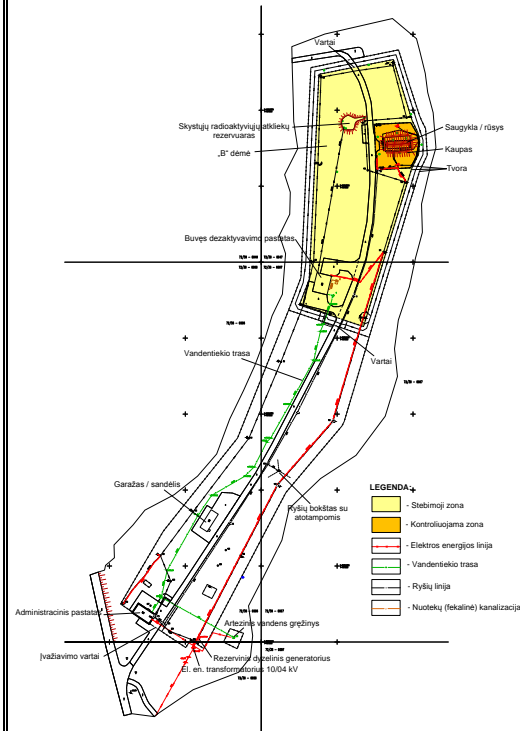 Vartai
Skystųjų radioaktyviųjų atliekų
rezervuaras
„B“ dėmė
Saugykla / rūsys
Kaupas
Tvora
Buvęs dezaktyvavimo pastatas
Vandentiekio trasa
Vartai
Garažas / sandėlis
Ryšių bokštas su
atotampomis
LEGENDA:
- Stebimoji zona
- Kontroliuojama zona
- Elektros energijos linija
- Vandentiekio trasa
- Ryšių linija
- Nuotekų (fekalinė) kanalizacija
Administracinis pastatas
Artezinis vandens gręžinys
Įvažiavimo vartai
Rezervinis dyzelinis generatorius
El. en. transformatorius 10/04 kV